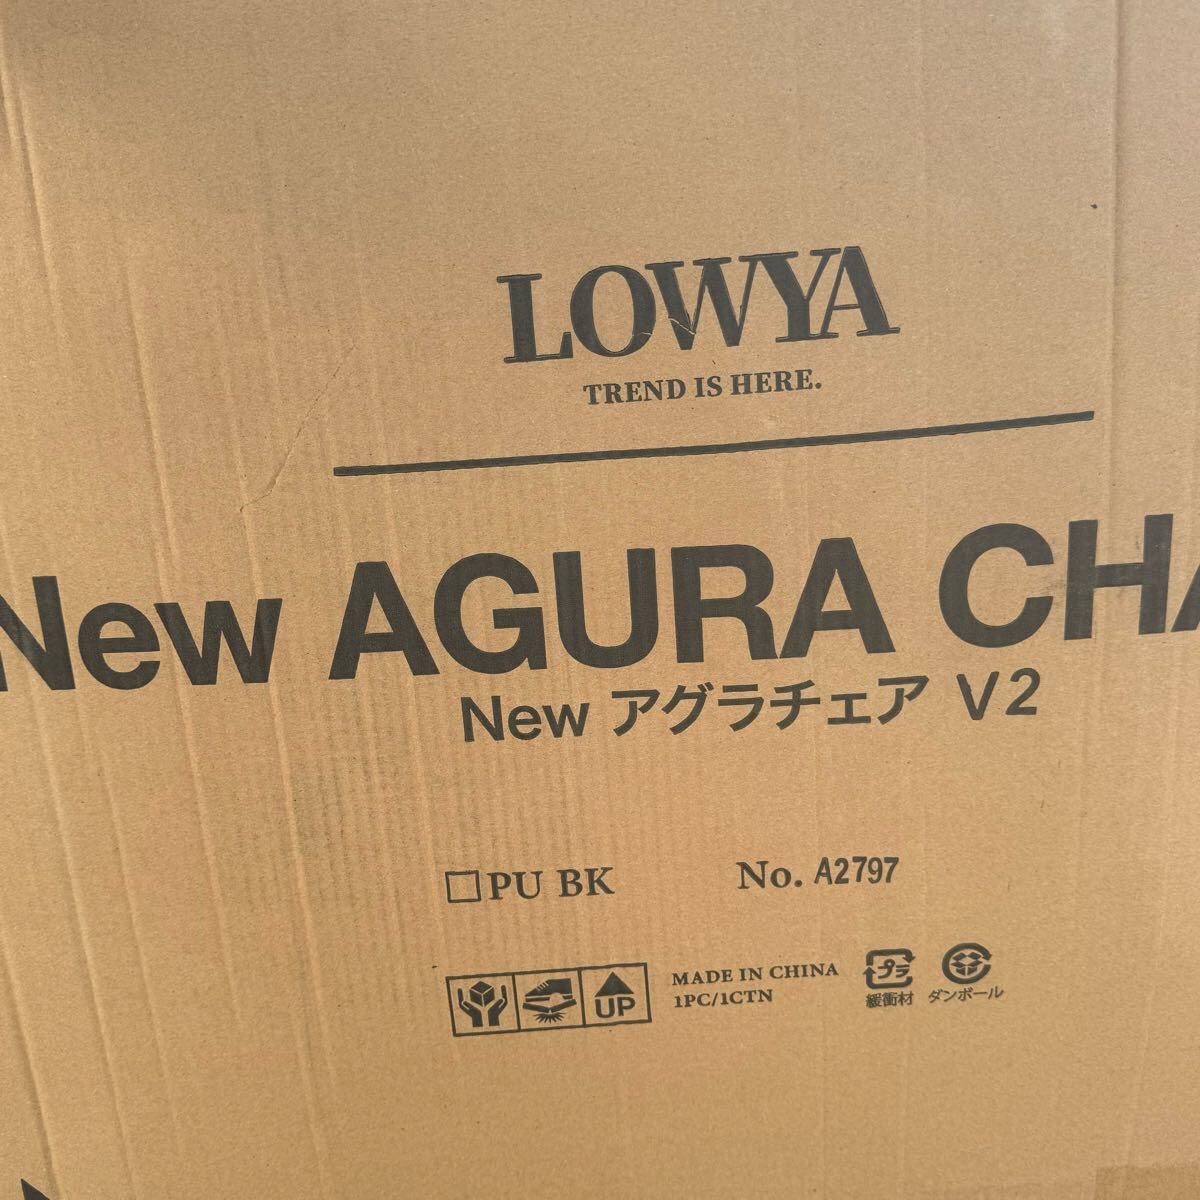 LOWYA
TREND IS HERE.
New AGURA CHA
New アグラチェア V2
PU BK
No. A2797
UP
MADE IN CHINA
1PC/1CTN
プラ
緩衝材
ダンボール